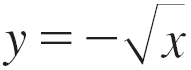 y = −√x